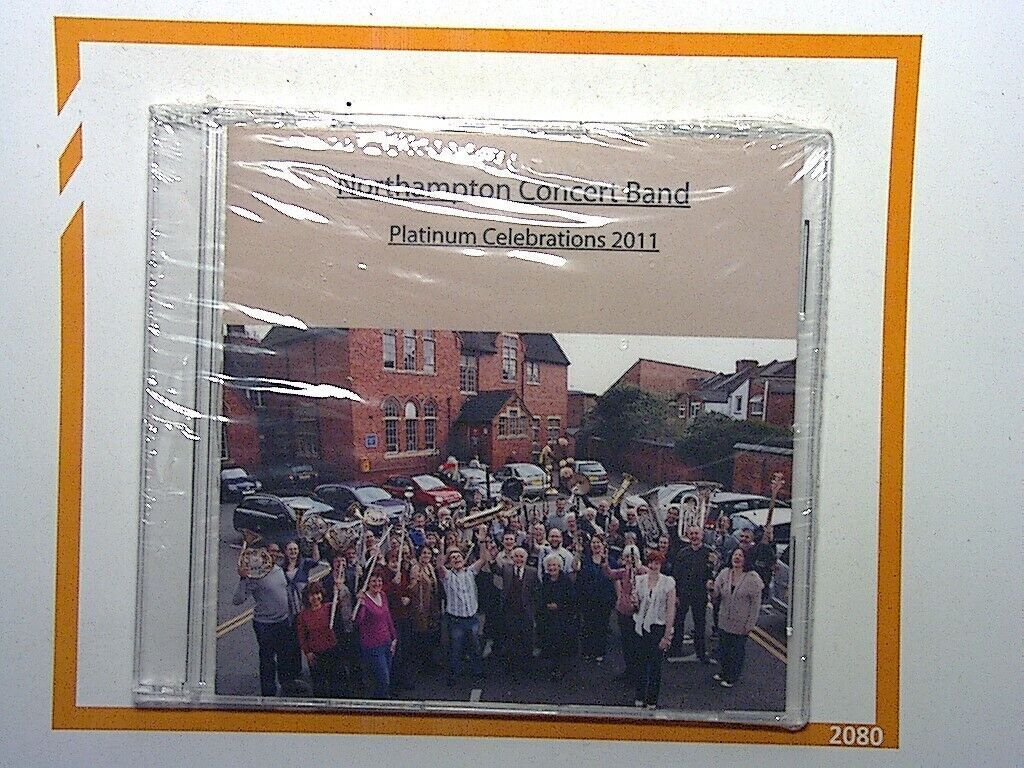 Northampton Concert Band
Platinum Celebrations 2011
2080